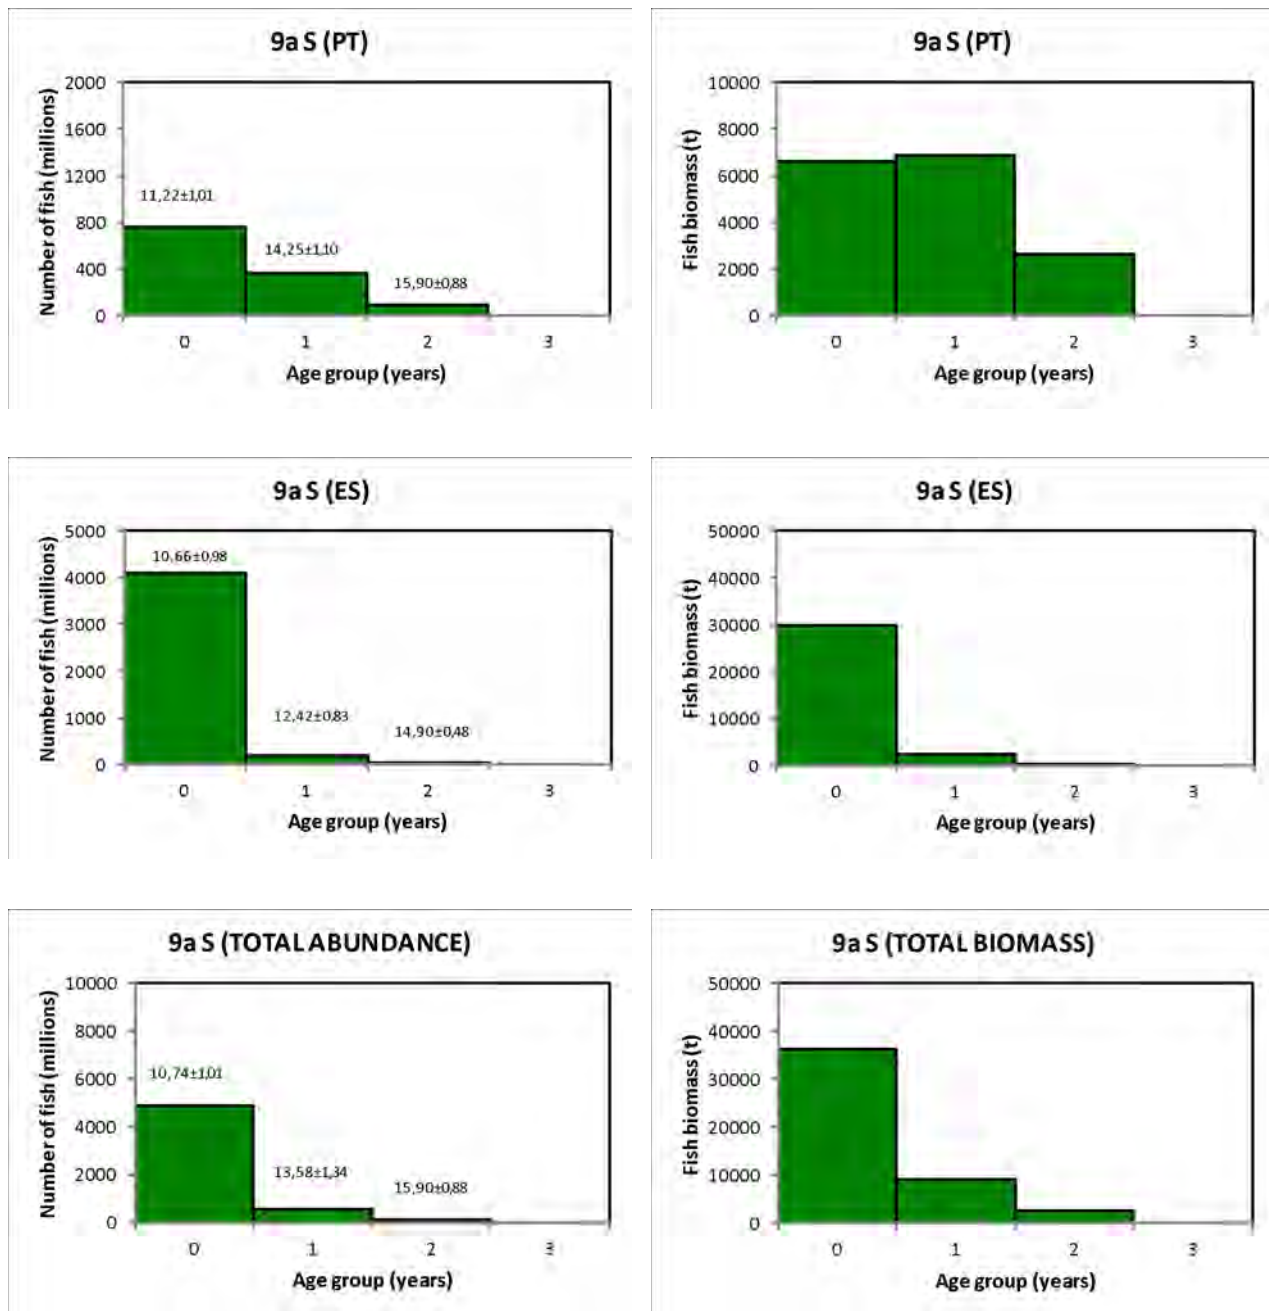 9a S (PT)
Number of fish (millions)
2000
1600
1200
800
400
0
11,22±1,01
14,25±1,10
15,90±0,88
0 1 2 3
Age group (years)
9a S (PT)
Fish biomass (t)
10000
8000
6000
4000
2000
0
0 1 2 3
Age group (years)
9a S (ES)
Number of fish (millions)
5000
4000
3000
2000
1000
0
10,66±0,98
12,42±0,83
14,90±0,48
0 1 2 3
Age group (years)
9a S (ES)
Fish biomass (t)
50000
40000
30000
20000
10000
0
0 1 2 3
Age group (years)
9a S (TOTAL ABUNDANCE)
Number of fish (millions)
10000
8000
6000
4000
2000
0
10,74±1,01
13,58±1,34
15,90±0,88
0 1 2 3
Age group (years)
9a S (TOTAL BIOMASS)
Fish biomass (t)
50000
40000
30000
20000
10000
0
0 1 2 3
Age group (years)